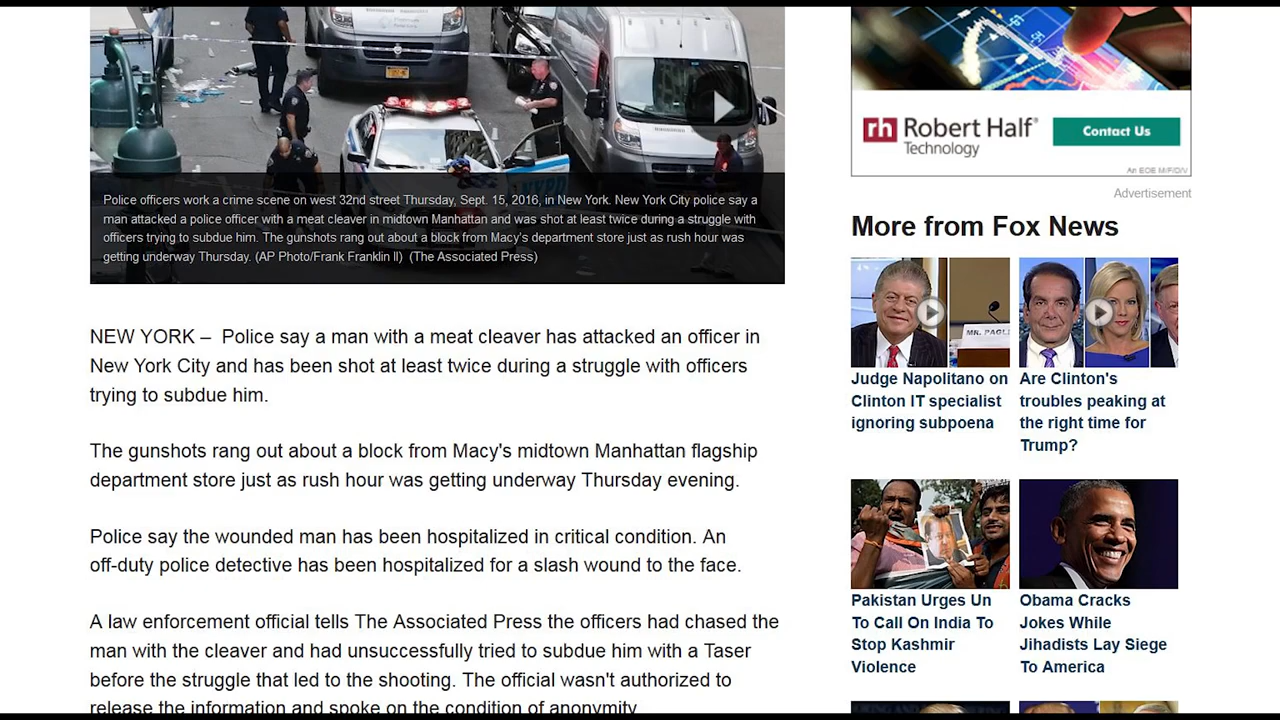 Police officers work a crime scene on west 32nd street Thursday, Sept. 15, 2016, in New York. New York City police say a
man attacked a police officer with a meat cleaver in midtown Manhattan and was shot at least twice during a struggle with
officers trying to subdue him. The gunshots rang out about a block from Macy's department store just as rush hour was
getting underway Thursday. (AP Photo/Frank Franklin II) (The Associated Press)
NEW YORK – Police say a man with a meat cleaver has attacked an officer in
New York City and has been shot at least twice during a struggle with officers
trying to subdue him.
The gunshots rang out about a block from Macy's midtown Manhattan flagship
department store just as rush hour was getting underway Thursday evening.
Police say the wounded man has been hospitalized in critical condition. An
off-duty police detective has been hospitalized for a slash wound to the face.
A law enforcement official tells The Associated Press the officers had chased the
man with the cleaver and had unsuccessfully tried to subdue him with a Taser
before the struggle that led to the shooting. The official wasn't authorized to
release the information and spoke on the condition of anonymity
rh Robert Half®
Technology
Contact Us
An EOE M/F/D/V
Advertisement
More from Fox News
MR. PAGLI
Judge Napolitano on
Clinton IT specialist
ignoring subpoena
Are Clinton's
troubles peaking at
the right time for
Trump?
Pakistan Urges Un
To Call On India To
Stop Kashmir
Violence
Obama Cracks
Jokes While
Jihadists Lay Siege
To America